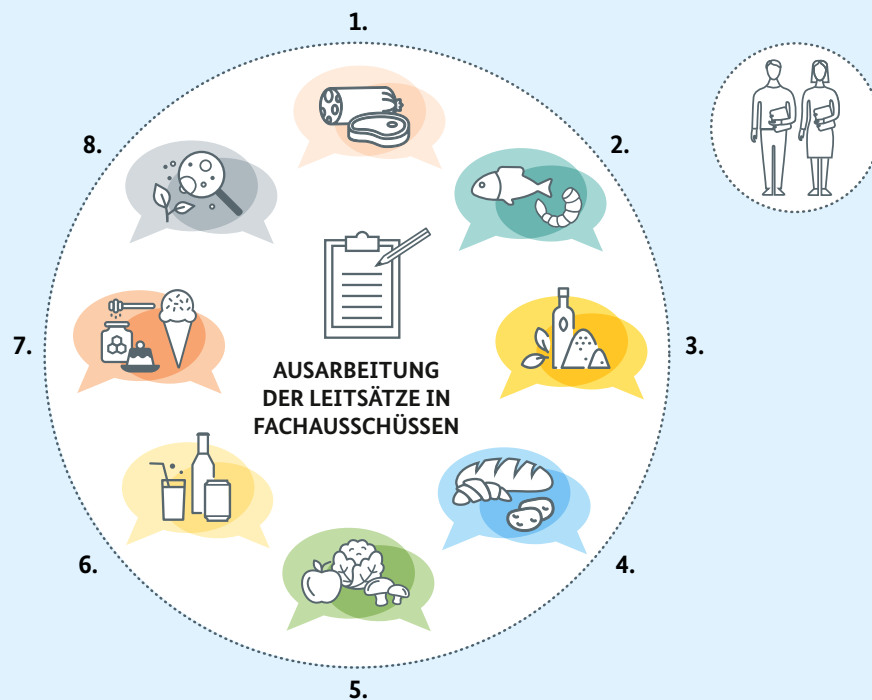 1.
2.
3.
4.
5.
6.
7.
8.
AUSARBEITUNG
DER LEITSÄTZE IN
FACHAUSSCHÜSSEN